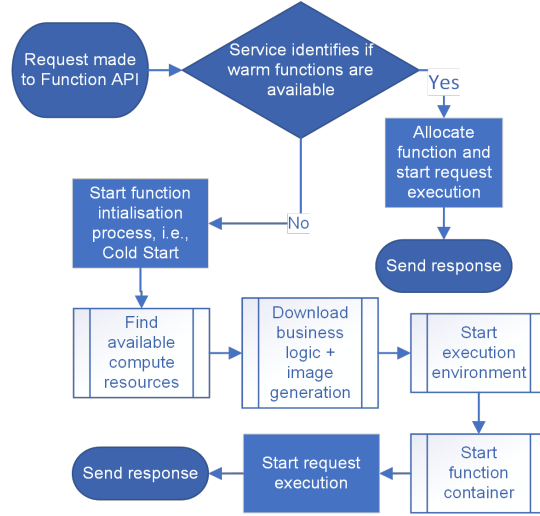 Request made
to Function API
Service identifies if
warm functions are
available
Yes
Allocate
function and
start request
execution
Send response
No
Start function
intialisation
process, i.e.,
Cold Start
Find
available
compute
resources
Download
business
logic +
image
generation
Start
execution
environment
Start
function
container
Start request
execution
Send response